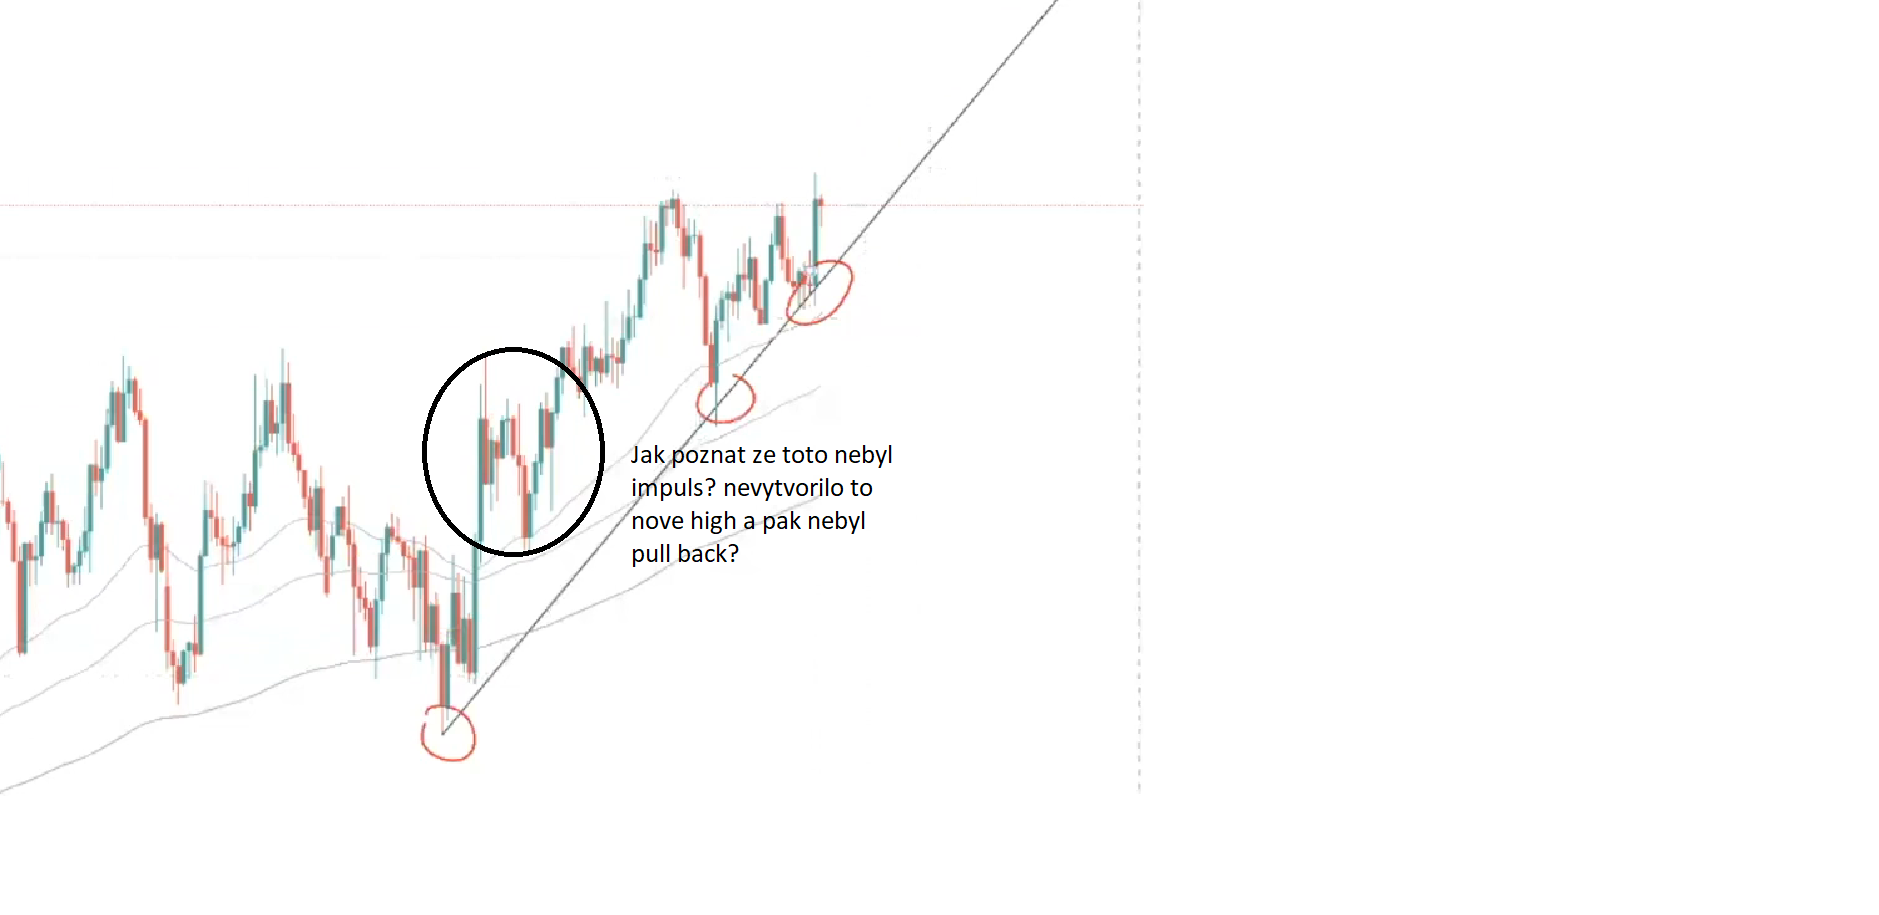 Jak poznat ze toto nebyl
impuls? nevytvorilo to
nove high a pak nebyl
pull back?